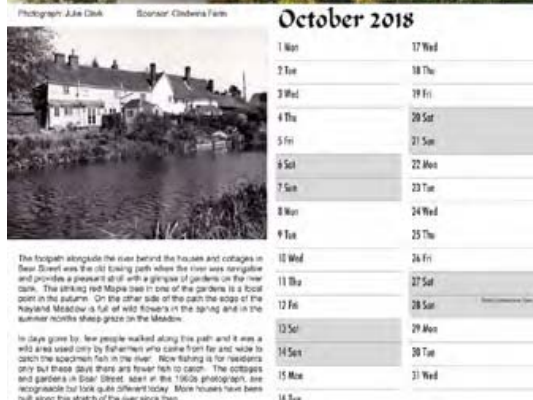 Photograph: Julie Clark Sponsor: Gladwins Farm
October 2018
1 Mon
2 Tue
3 Wed
4 Thu
5 Fri
6 Sat
7 Sun
8 Mon
9 Tue
10 Wed
11 Thu
12 Fri
13 Sat
14 Sun
15 Mon
16 Tue
17 Wed
18 Thu
19 Fri
20 Sat
21 Sun
22 Mon
23 Tue
24 Wed
25 Thu
26 Fri
27 Sat
28 Sun
29 Mon
30 Tue
31 Wed
The footpath alongside the river behind the houses and cottages in
Bear Street was the old towing path when the river was navigable
and provides a pleasant stroll with a glimpse of gardens on the river
bank. The striking red Maple tree in one of the gardens is a focal
point in the autumn. On the other side of the path the edge of the
Nayland Meadow is full of wild flowers in the spring and in the
summer months sheep graze on the Meadow.
In days gone by, few people walked along this path and it was a
wild area used only by fishermen who came from far and wide to
catch the specimen fish in the river. Now fishing is for residents
only but these days there are fewer fish to catch. The cottages
and gardens in Bear Street, seen in the 1960s photograph, are
recognisable but look quite different today. More houses have been
built along this stretch of the river since then.